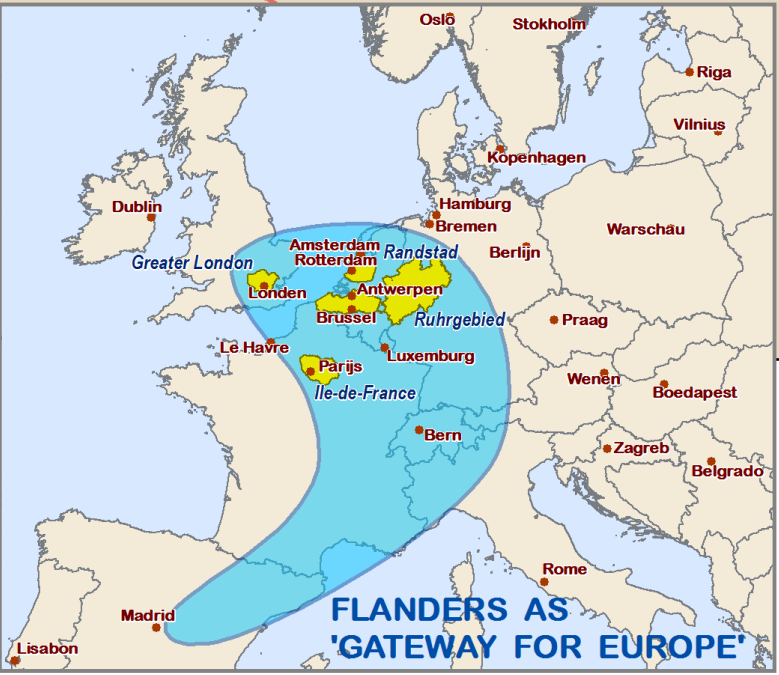 Oslo
Stokholm
Riga
Vilnius
Kopenhagen
Hamburg
Bremen
Dublin
Warschau
Berlijn
Amsterdam
Randstad
Rotterdam
Greater London
Londen
Antwerpen
Brussel
Ruhrgebied
Praag
Le Havre
Luxemburg
Parijs
Wenen
Ile-de-France
Boedapest
Bern
Zagreb
Belgrado
Rome
Madrid
Lisabon
FLANDERS AS
'GATEWAY FOR EUROPE'